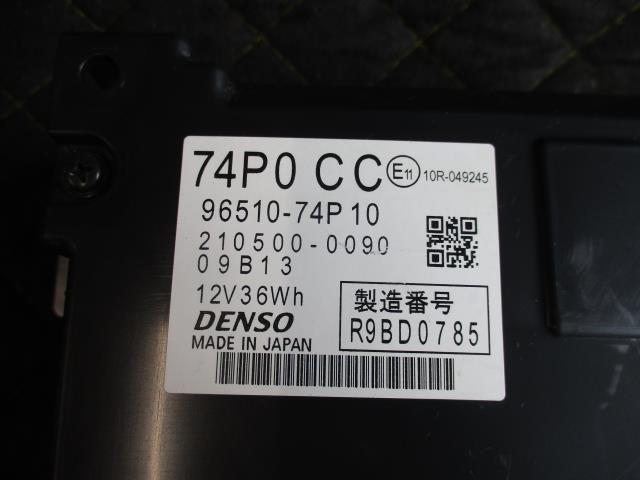 74P0 CC E11 10R-049245
96510-74P10
210500-0090
09B13
12V36Wh
製造番号
DENSO
R9BD0785
MADE IN JAPAN